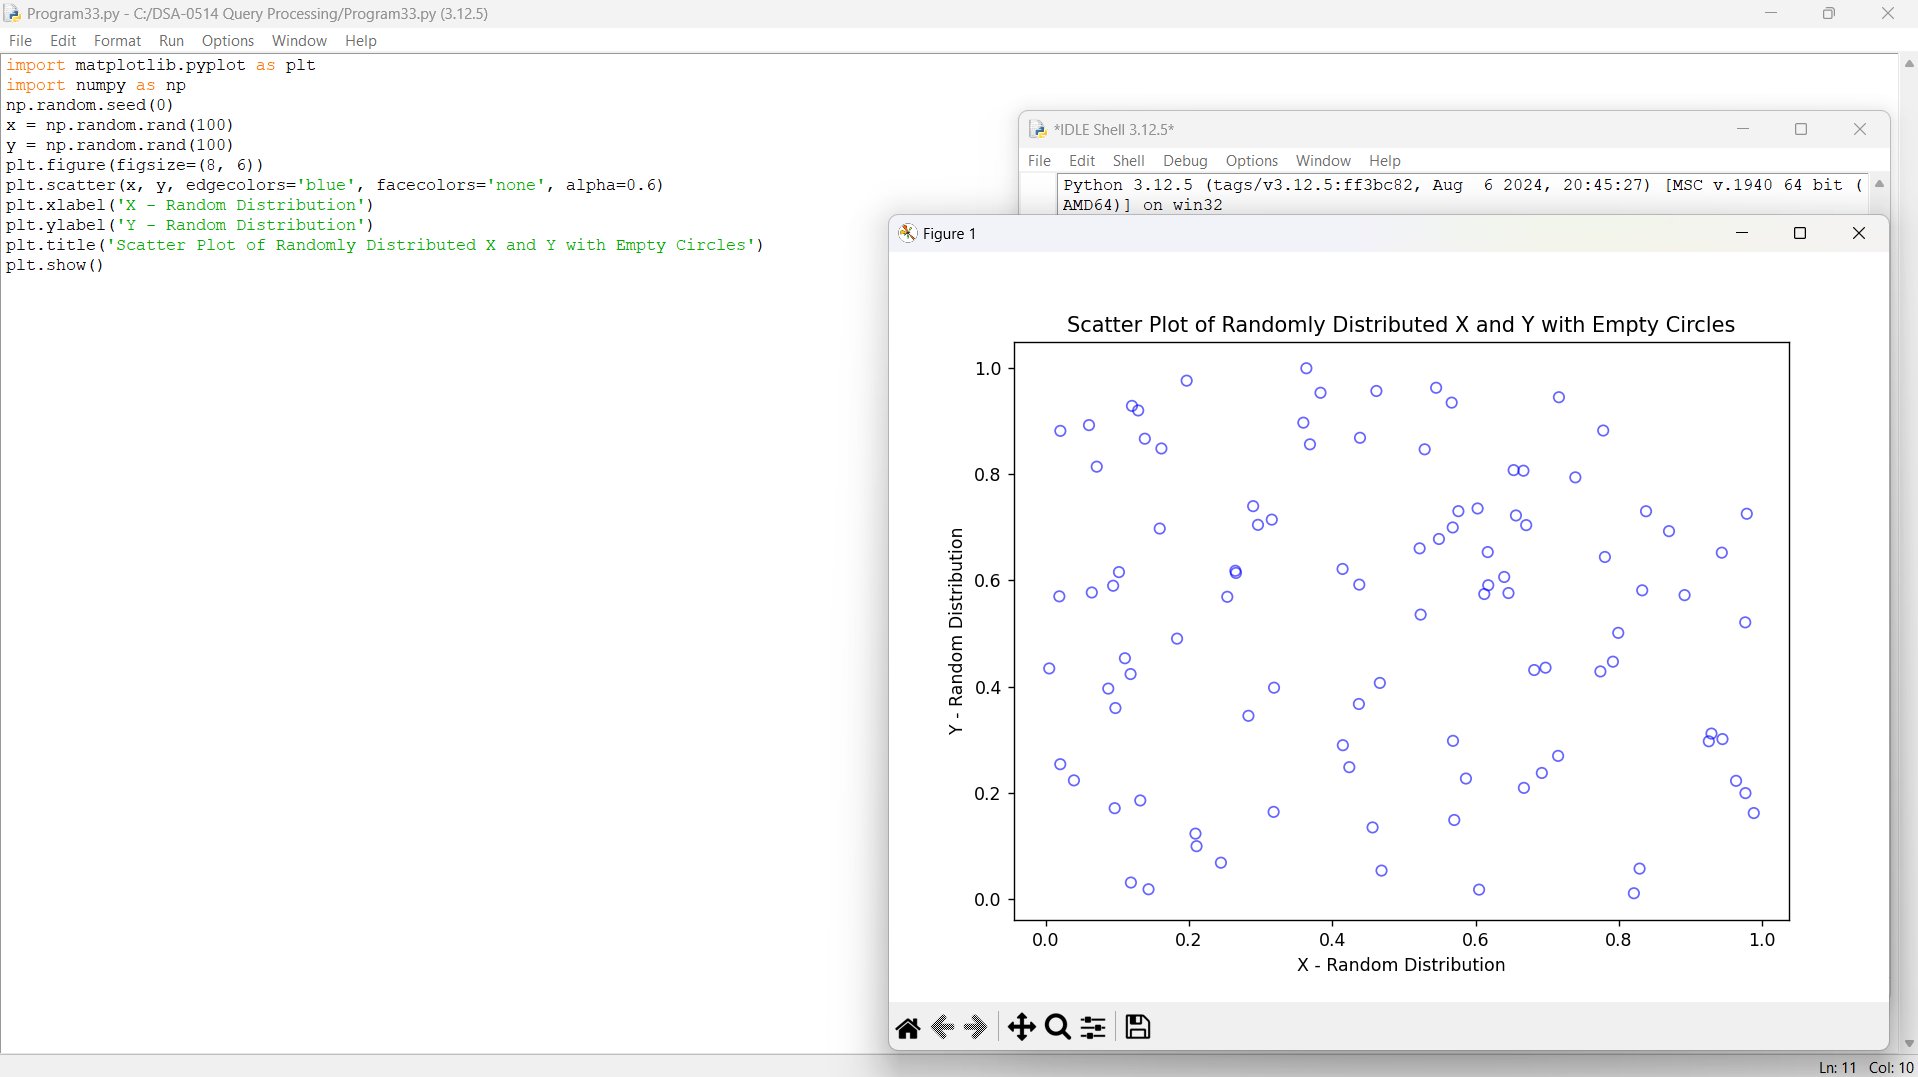 Program33.py - C:/DSA-0514 Query Processing/Program33.py (3.12.5)
File Edit Format Run Options Window Help
import matplotlib.pyplot as plt
import numpy as np
np.random.seed(0)
x = np.random.rand(100)
y = np.random.rand(100)
plt.figure(figsize=(8, 6))
plt.scatter(x, y, edgecolors='blue', facecolors='none', alpha=0.6)
plt.xlabel('X - Random Distribution')
plt.ylabel('Y - Random Distribution')
plt.title('Scatter Plot of Randomly Distributed X and Y with Empty Circles')
plt.show()
*IDLE Shell 3.12.5*
File Edit Shell Debug Options Window Help
Python 3.12.5 (tags/v3.12.5:ff3bc82, Aug  6 2024, 20:45:27) [MSC v.1940 64 bit (
AMD64)] on win32
Figure 1
Scatter Plot of Randomly Distributed X and Y with Empty Circles
1.0
0.8
0.6
0.4
0.2
0.0
Y - Random Distribution
0.0 0.2 0.4 0.6 0.8 1.0
X - Random Distribution
Ln: 11 Col: 10